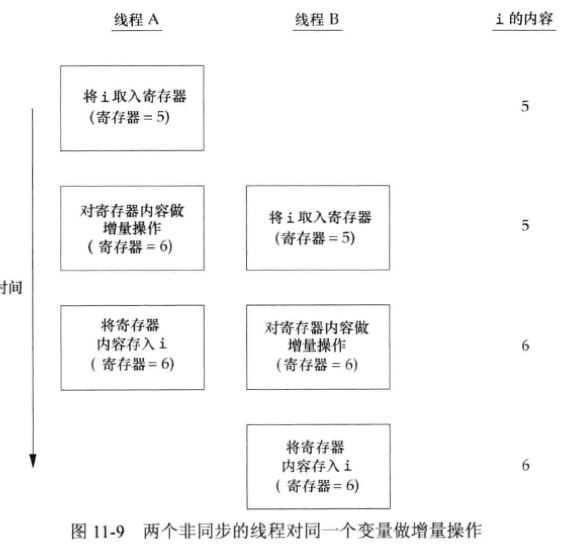 线程 A
线程 B
i 的内容
将 i 取入寄存器
(寄存器 = 5)
5
对寄存器内容做
增量操作
( 寄存器 = 6)
将 i 取入寄存器
(寄存器 = 5)
5
时间
将寄存器
内容存入 i
( 寄存器 = 6)
对寄存器内容做
增量操作
(寄存器 = 6)
6
将寄存器
内容存入 i
( 寄存器 = 6)
6
图 11-9 两个非同步的线程对同一个变量做增量操作